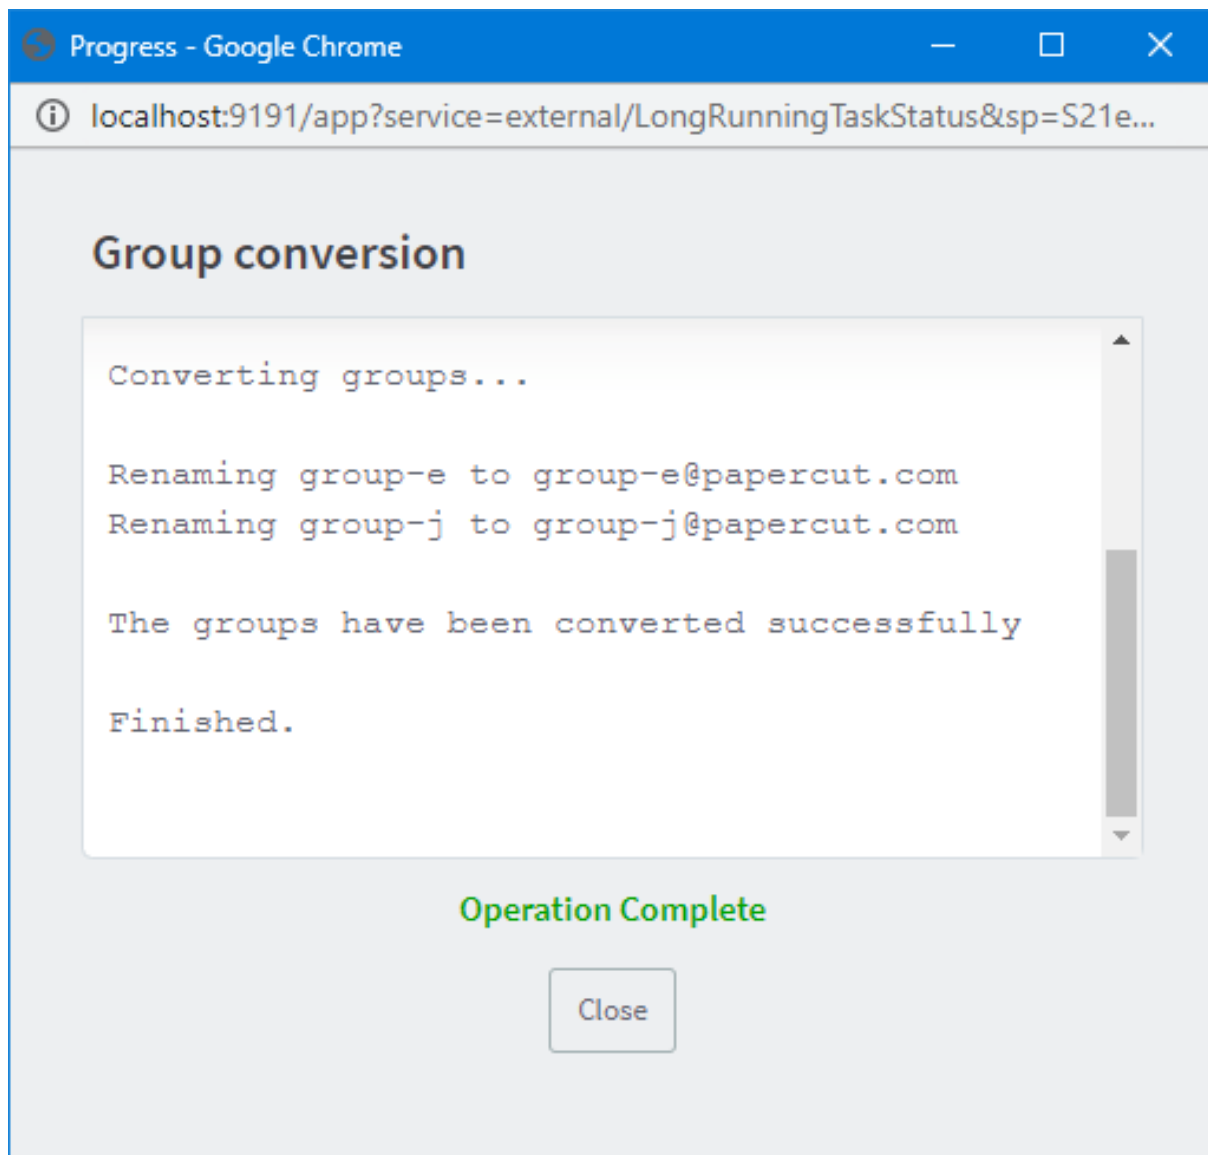 Progress - Google Chrome
localhost:9191/app?service=external/LongRunningTaskStatus&sp=S21e...
Group conversion
Converting groups...
Renaming group-e to group-e@papercut.com
Renaming group-j to group-j@papercut.com
The groups have been converted successfully
Finished.
Operation Complete
Close